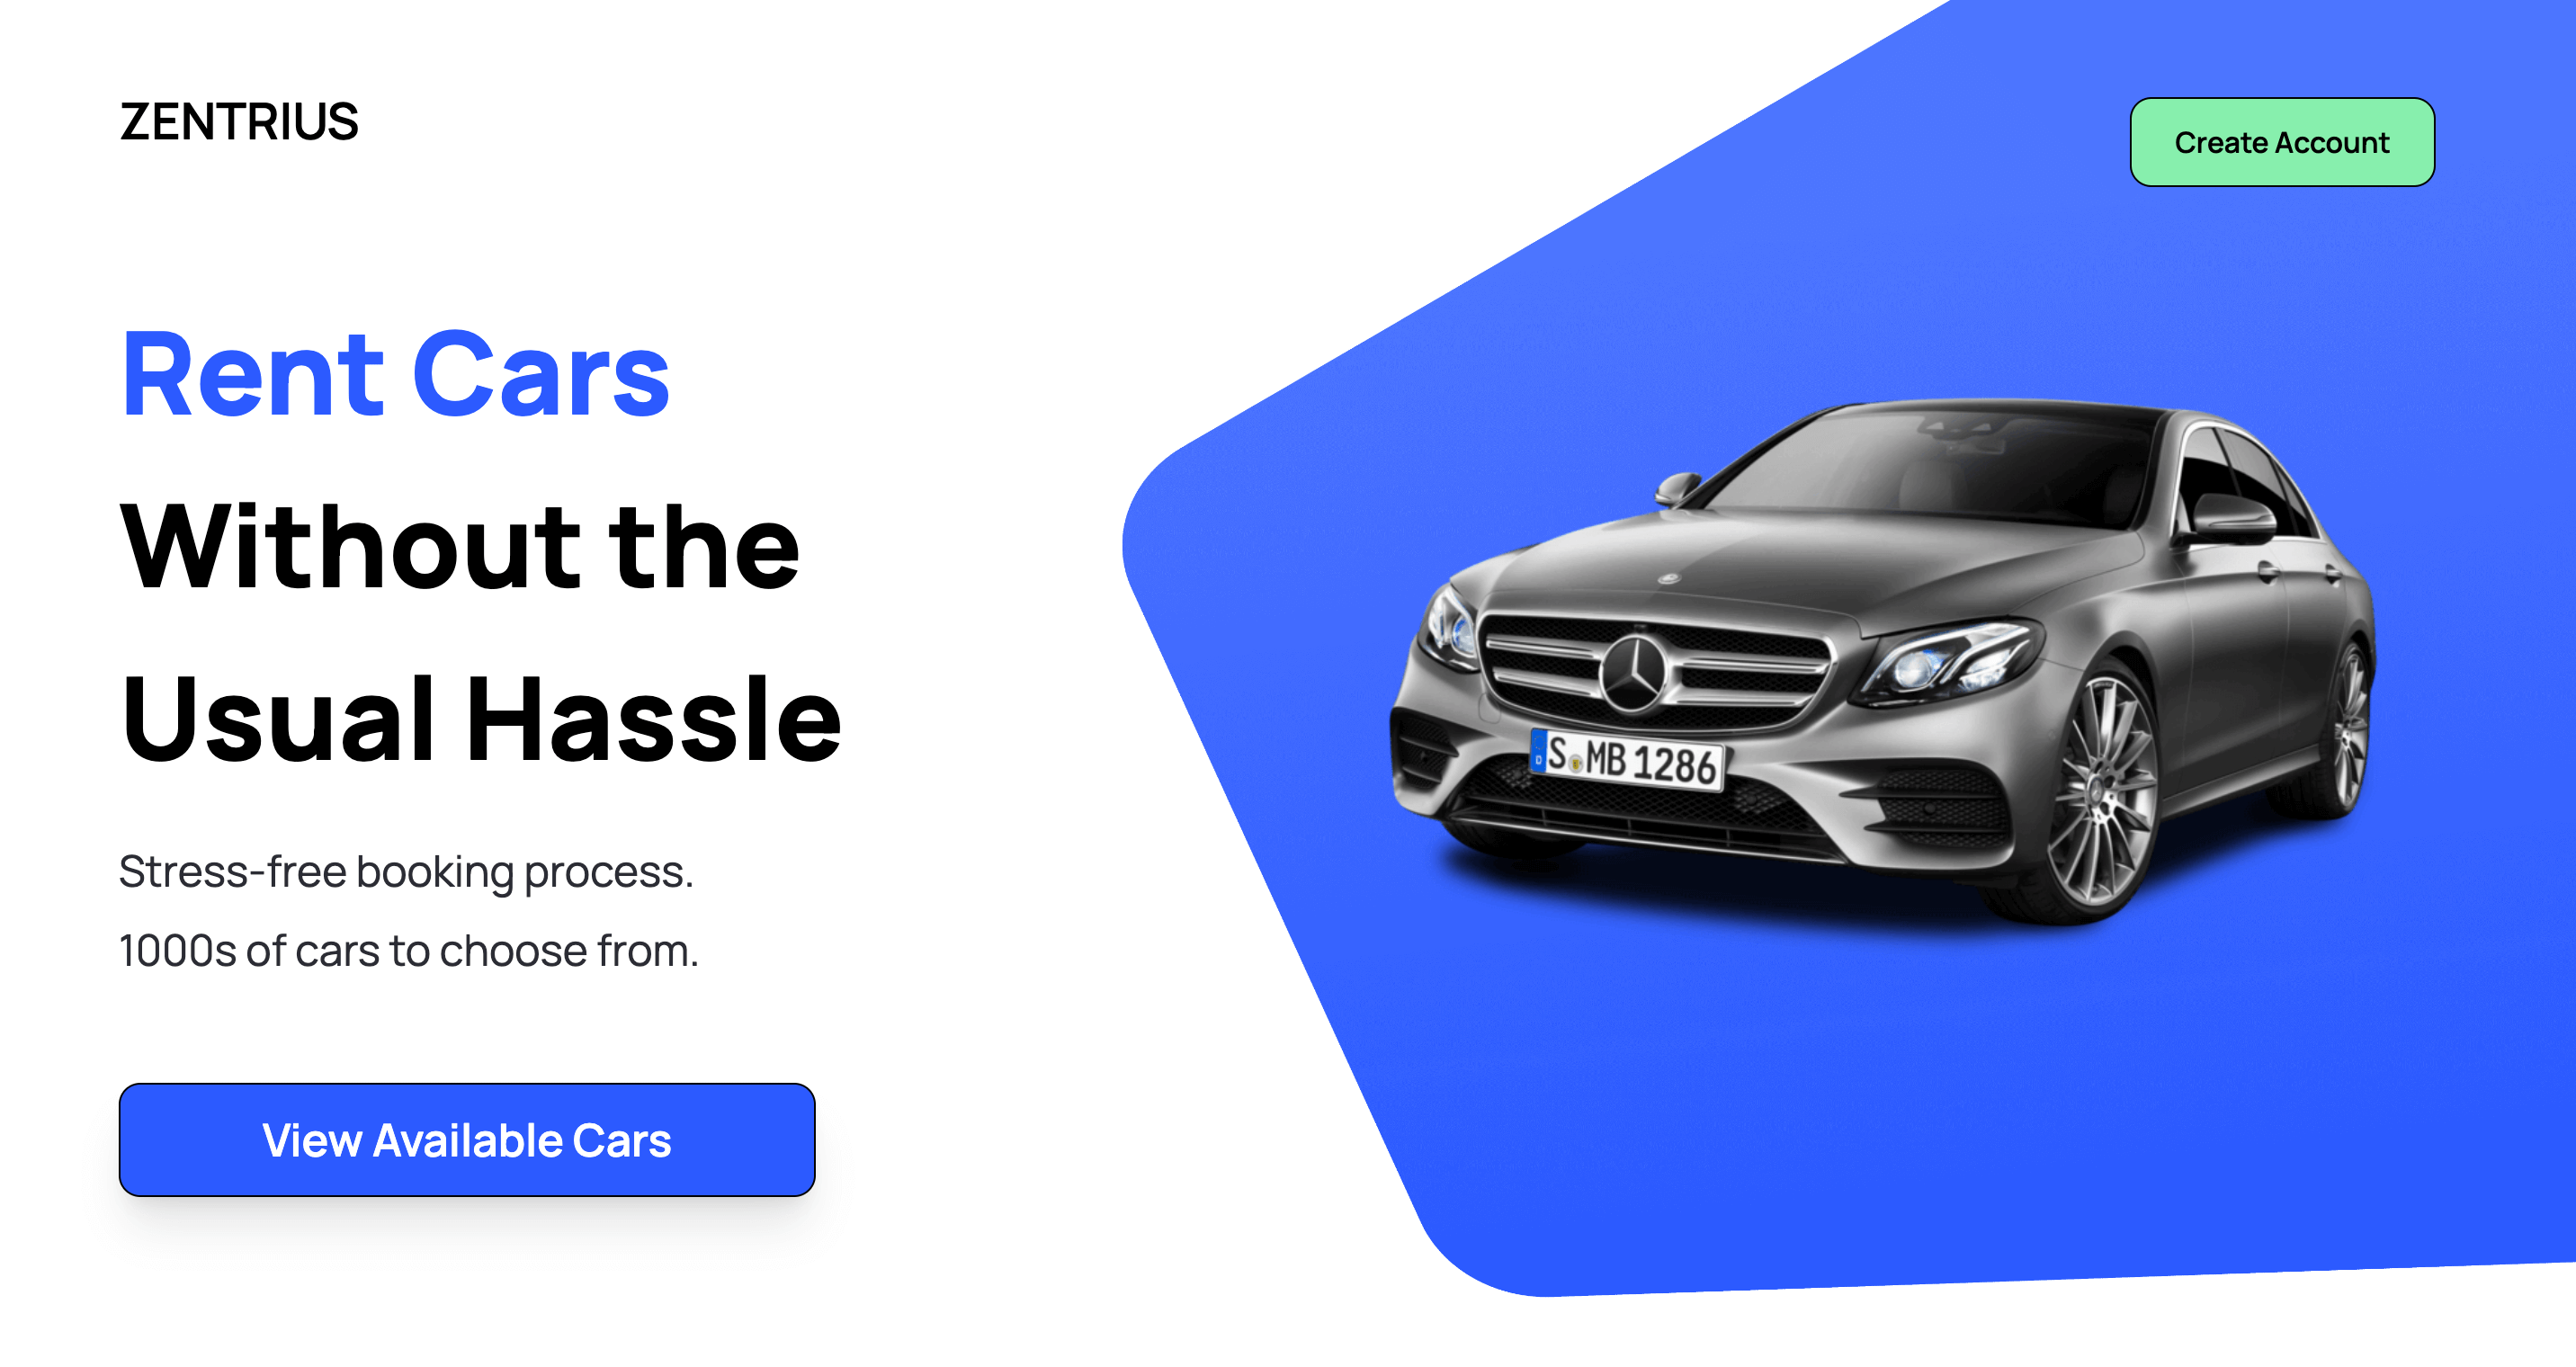 ZENTRIUS
Create Account
Rent Cars
Without the
Usual Hassle
Stress-free booking process.
1000s of cars to choose from.
View Available Cars
S MB 1286
D